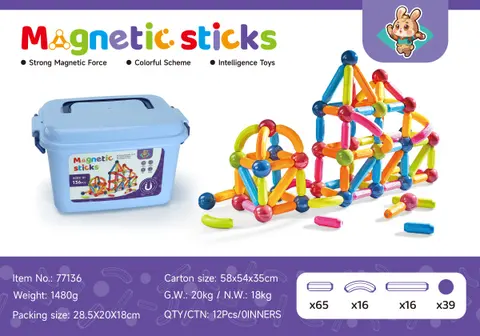 Magnetic sticks
● Strong Magnetic Force ● Colorful Scheme ● Intelligence Toys
Magnetic
sticks
136
Item No.: 77136
Weight: 1480g
Packing size: 28.5X20X18cm
Carton size: 58x54x35cm
G.W.: 20kg / N.W.: 18kg
QTY/CTN: 12Pcs/0INNERS
x65
x16
x16
x39